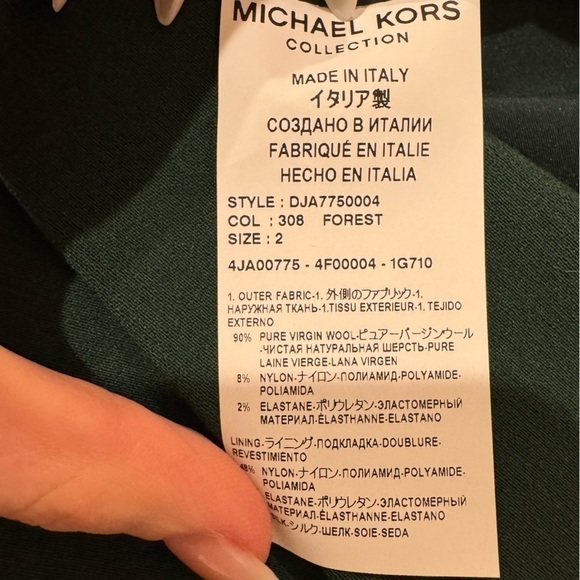 MICHAEL KORS
COLLECTION
MADE IN ITALY
イタリア製
СОЗДАНО В ИТАЛИИ
FABRIQUÉ EN ITALIE
HECHO EN ITALIA
STYLE : DJA7750004
COL : 308 FOREST
SIZE : 2
4JA00775 - 4F00004 - 1G710
1. OUTER FABRIC-1. 外側のファブリック-1.
НАРУЖНАЯ ТКАНЬ-1.TISSU EXTERIEUR-1. TEJIDO
EXTERNO
90% PURE VIRGIN WOOL-ピュアーバージンウール
-ЧИСТАЯ НАТУРАЛЬНАЯ ШЕРСТЬ-PURE
LAINE VIERGE-LANA VIRGEN
8% NYLON-ナイロン-ПОЛИАМИД-POLYAMIDE-
POLIAMIDA
2% ELASTANE-ポリウレタン-ЭЛАСТОМЕРНЫЙ
МАТЕРИАЛ-ÉLASTHANNE-ELASTANO
LINING-ライニング-ПОДКЛАДКА-DOUBLURE-
REVESTIMIENTO
48% NYLON-ナイロン-ПОЛИАМИД-POLYAMIDE-
POLIAMIDA
ELASTANE-ポリウレタン-ЭЛАСТОМЕРНЫЙ
МАТЕРИАЛ-ÉLASTHANNE-ELASTANO
-シルク-ШЕЛК-SOIE-SEDA